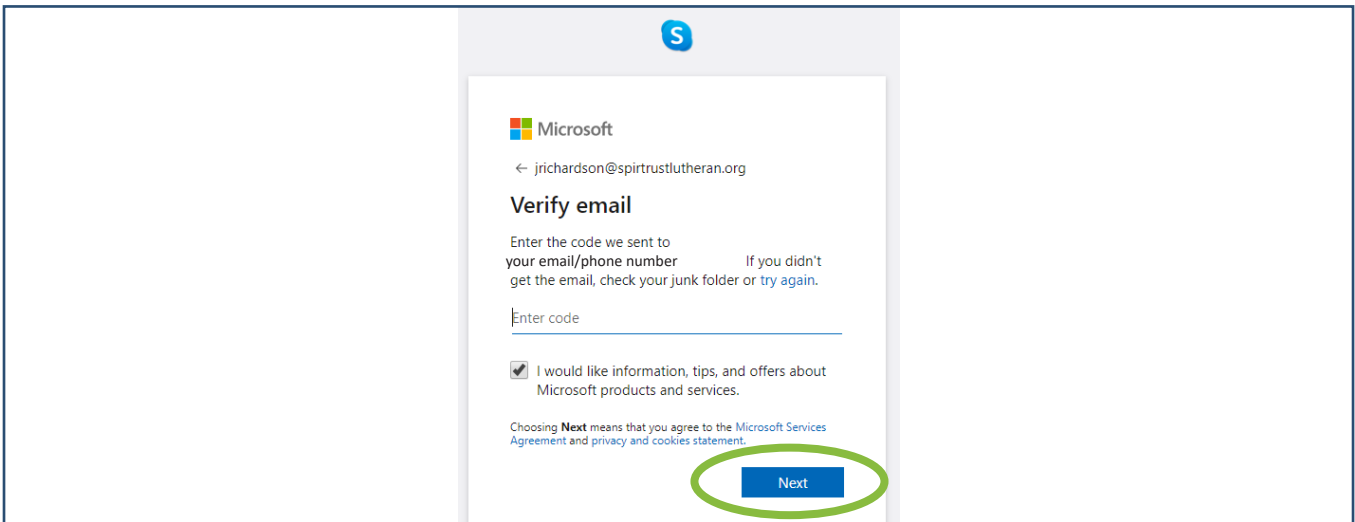 S
Microsoft
← jrichardson@spirtrustlutheran.org
Verify email
Enter the code we sent to
your email/phone number If you didn't
get the email, check your junk folder or try again.
Enter code
I would like information, tips, and offers about
Microsoft products and services.
Choosing Next means that you agree to the Microsoft Services
Agreement and privacy and cookies statement.
Next